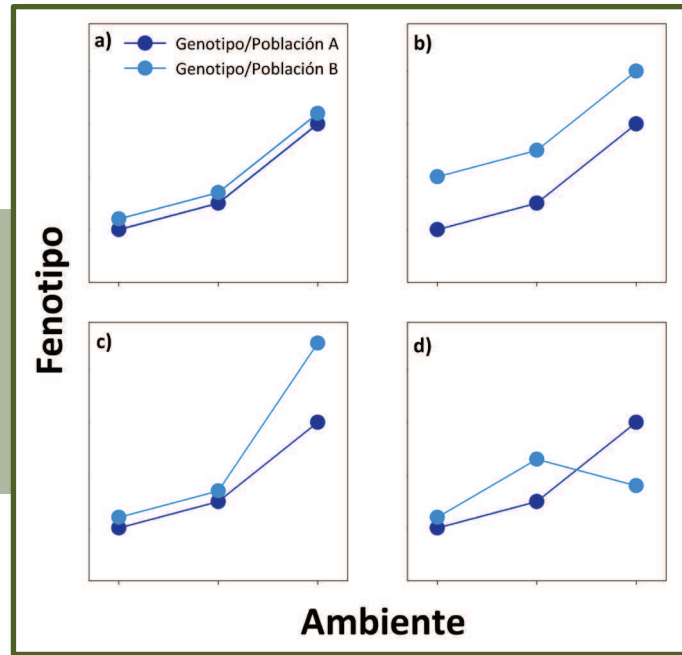 a)
Genotipo/Población A
Genotipo/Población B
b)
c)
d)
Fenotipo
Ambiente